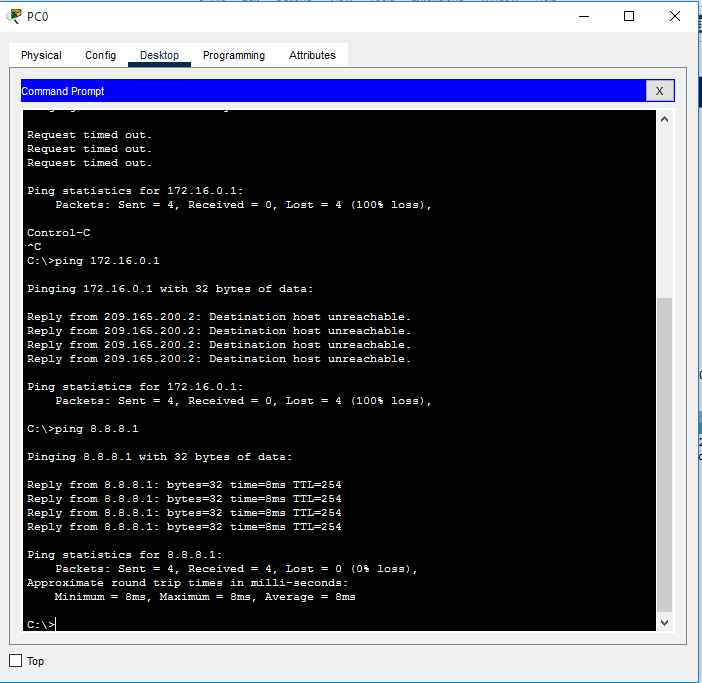 PC0
Physical Config Desktop Programming Attributes
Command Prompt X
Request timed out.
Request timed out.
Request timed out.
Ping statistics for 172.16.0.1:
Packets: Sent = 4, Received = 0, Lost = 4 (100% loss),
Control-C
^C
C:\>ping 172.16.0.1
Pinging 172.16.0.1 with 32 bytes of data:
Reply from 209.165.200.2: Destination host unreachable.
Reply from 209.165.200.2: Destination host unreachable.
Reply from 209.165.200.2: Destination host unreachable.
Reply from 209.165.200.2: Destination host unreachable.
Ping statistics for 172.16.0.1:
Packets: Sent = 4, Received = 0, Lost = 4 (100% loss),
C:\>ping 8.8.8.1
Pinging 8.8.8.1 with 32 bytes of data:
Reply from 8.8.8.1: bytes=32 time=8ms TTL=254
Reply from 8.8.8.1: bytes=32 time=8ms TTL=254
Reply from 8.8.8.1: bytes=32 time=8ms TTL=254
Reply from 8.8.8.1: bytes=32 time=8ms TTL=254
Ping statistics for 8.8.8.1:
Packets: Sent = 4, Received = 4, Lost = 0 (0% loss),
Approximate round trip times in milli-seconds:
Minimum = 8ms, Maximum = 8ms, Average = 8ms
C:\>
Top